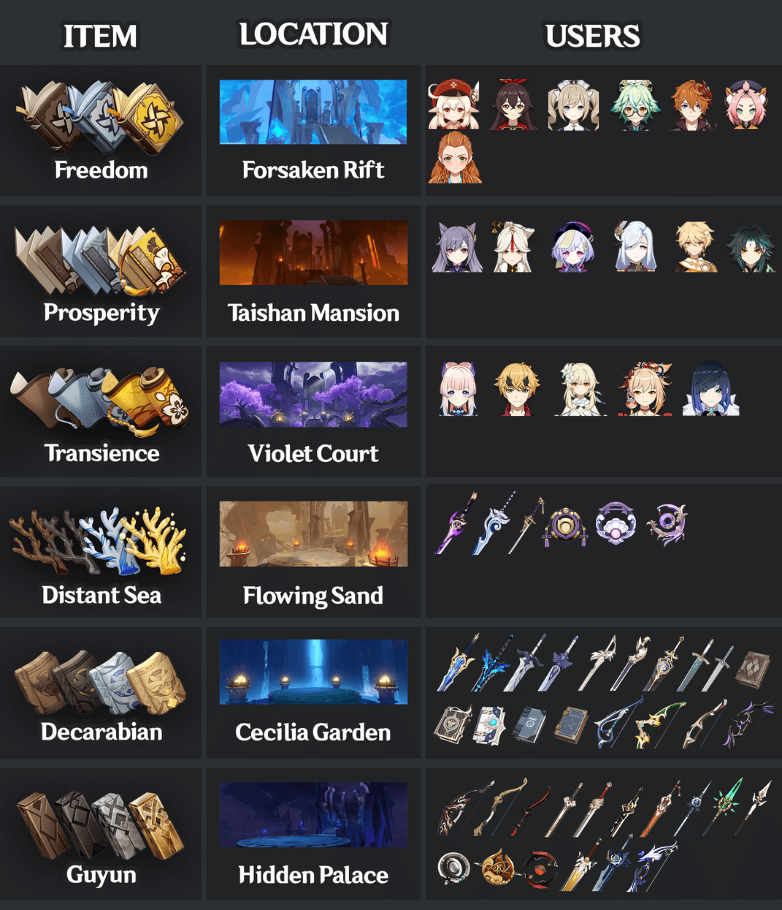 ITEM
LOCATION
USERS
Freedom
Forsaken Rift
Prosperity
Taishan Mansion
Transience
Violet Court
Distant Sea
Flowing Sand
Decarabian
Cecilia Garden
Guyun
Hidden Palace